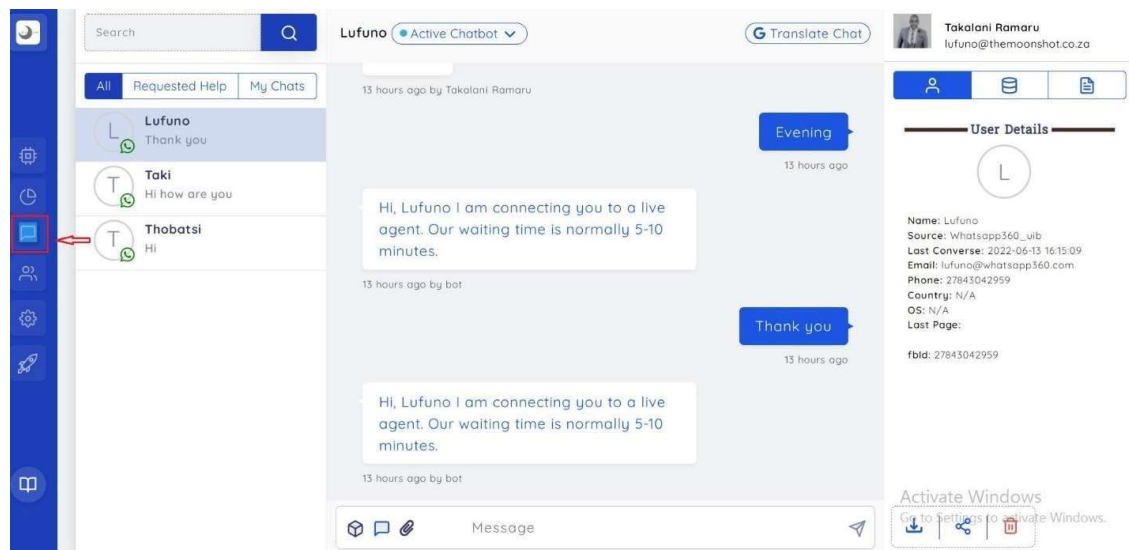 Search
All
Requested Help
My Chats
L
Lufuno
Thank you
T
Taki
Hi how are you
T
Thobatsi
Hi
Lufuno
Active Chatbot
G Translate Chat
13 hours ago by Takalani Ramaru
Evening
13 hours ago
Hi, Lufuno I am connecting you to a live
agent. Our waiting time is normally 5-10
minutes.
13 hours ago by bot
Thank you
13 hours ago
Hi, Lufuno I am connecting you to a live
agent. Our waiting time is normally 5-10
minutes.
13 hours ago by bot
Message
Takalani Ramaru
lufuno@themoonshot.co.za
User Details
L
Name: Lufuno
Source: Whatsapp360_uib
Last Converse: 2022-06-13 16:15:09
Email: lufuno@whatsapp360.com
Phone: 27843042959
Country: N/A
OS: N/A
Last Page:
fbId: 27843042959
Activate Windows
Go to Settings to activate Windows.